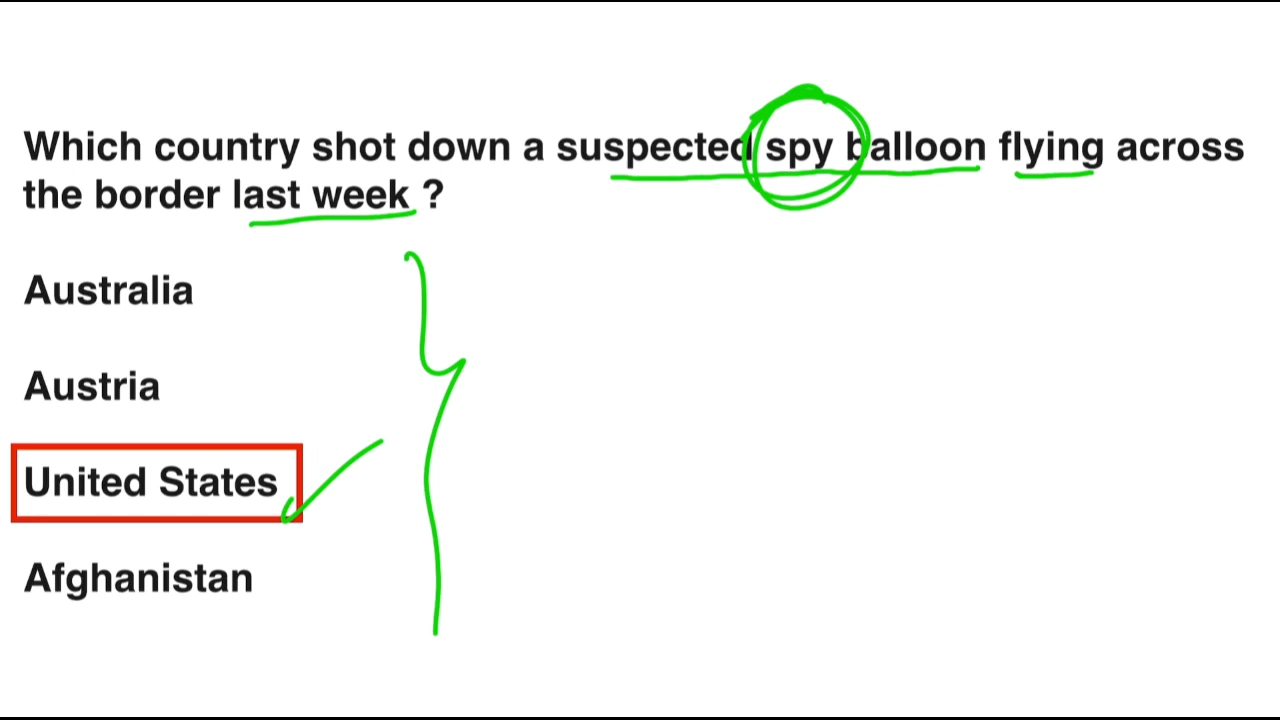 Which country shot down a suspected spy balloon flying across
the border last week ?
Australia
Austria
United States
Afghanistan